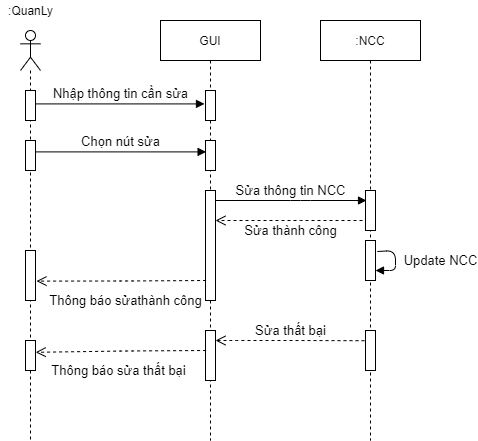 :QuanLy
GUI
:NCC
Nhập thông tin cần sửa
Chọn nút sửa
Sửa thông tin NCC
Sửa thành công
Update NCC
Thông báo sửathành công
Sửa thất bại
Thông báo sửa thất bại